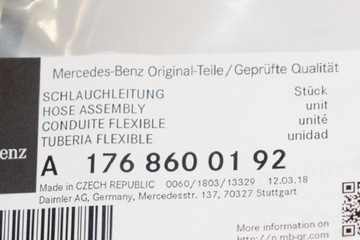 Mercedes-Benz Original-Teile/Geprüfte Qualität
SCHLAUCHLEITUNG Stück
HOSE ASSEMBLY unit
CONDUITE FLEXIBLE unité
TUBERIA FLEXIBLE unidad
enz
A 176 860 01 92
Made in CZECH REPUBLIC 0060/1803/13329 12.03.18
Daimler AG, Germany, Mercedesstr. 137, 70327 Stuttgart
More information on